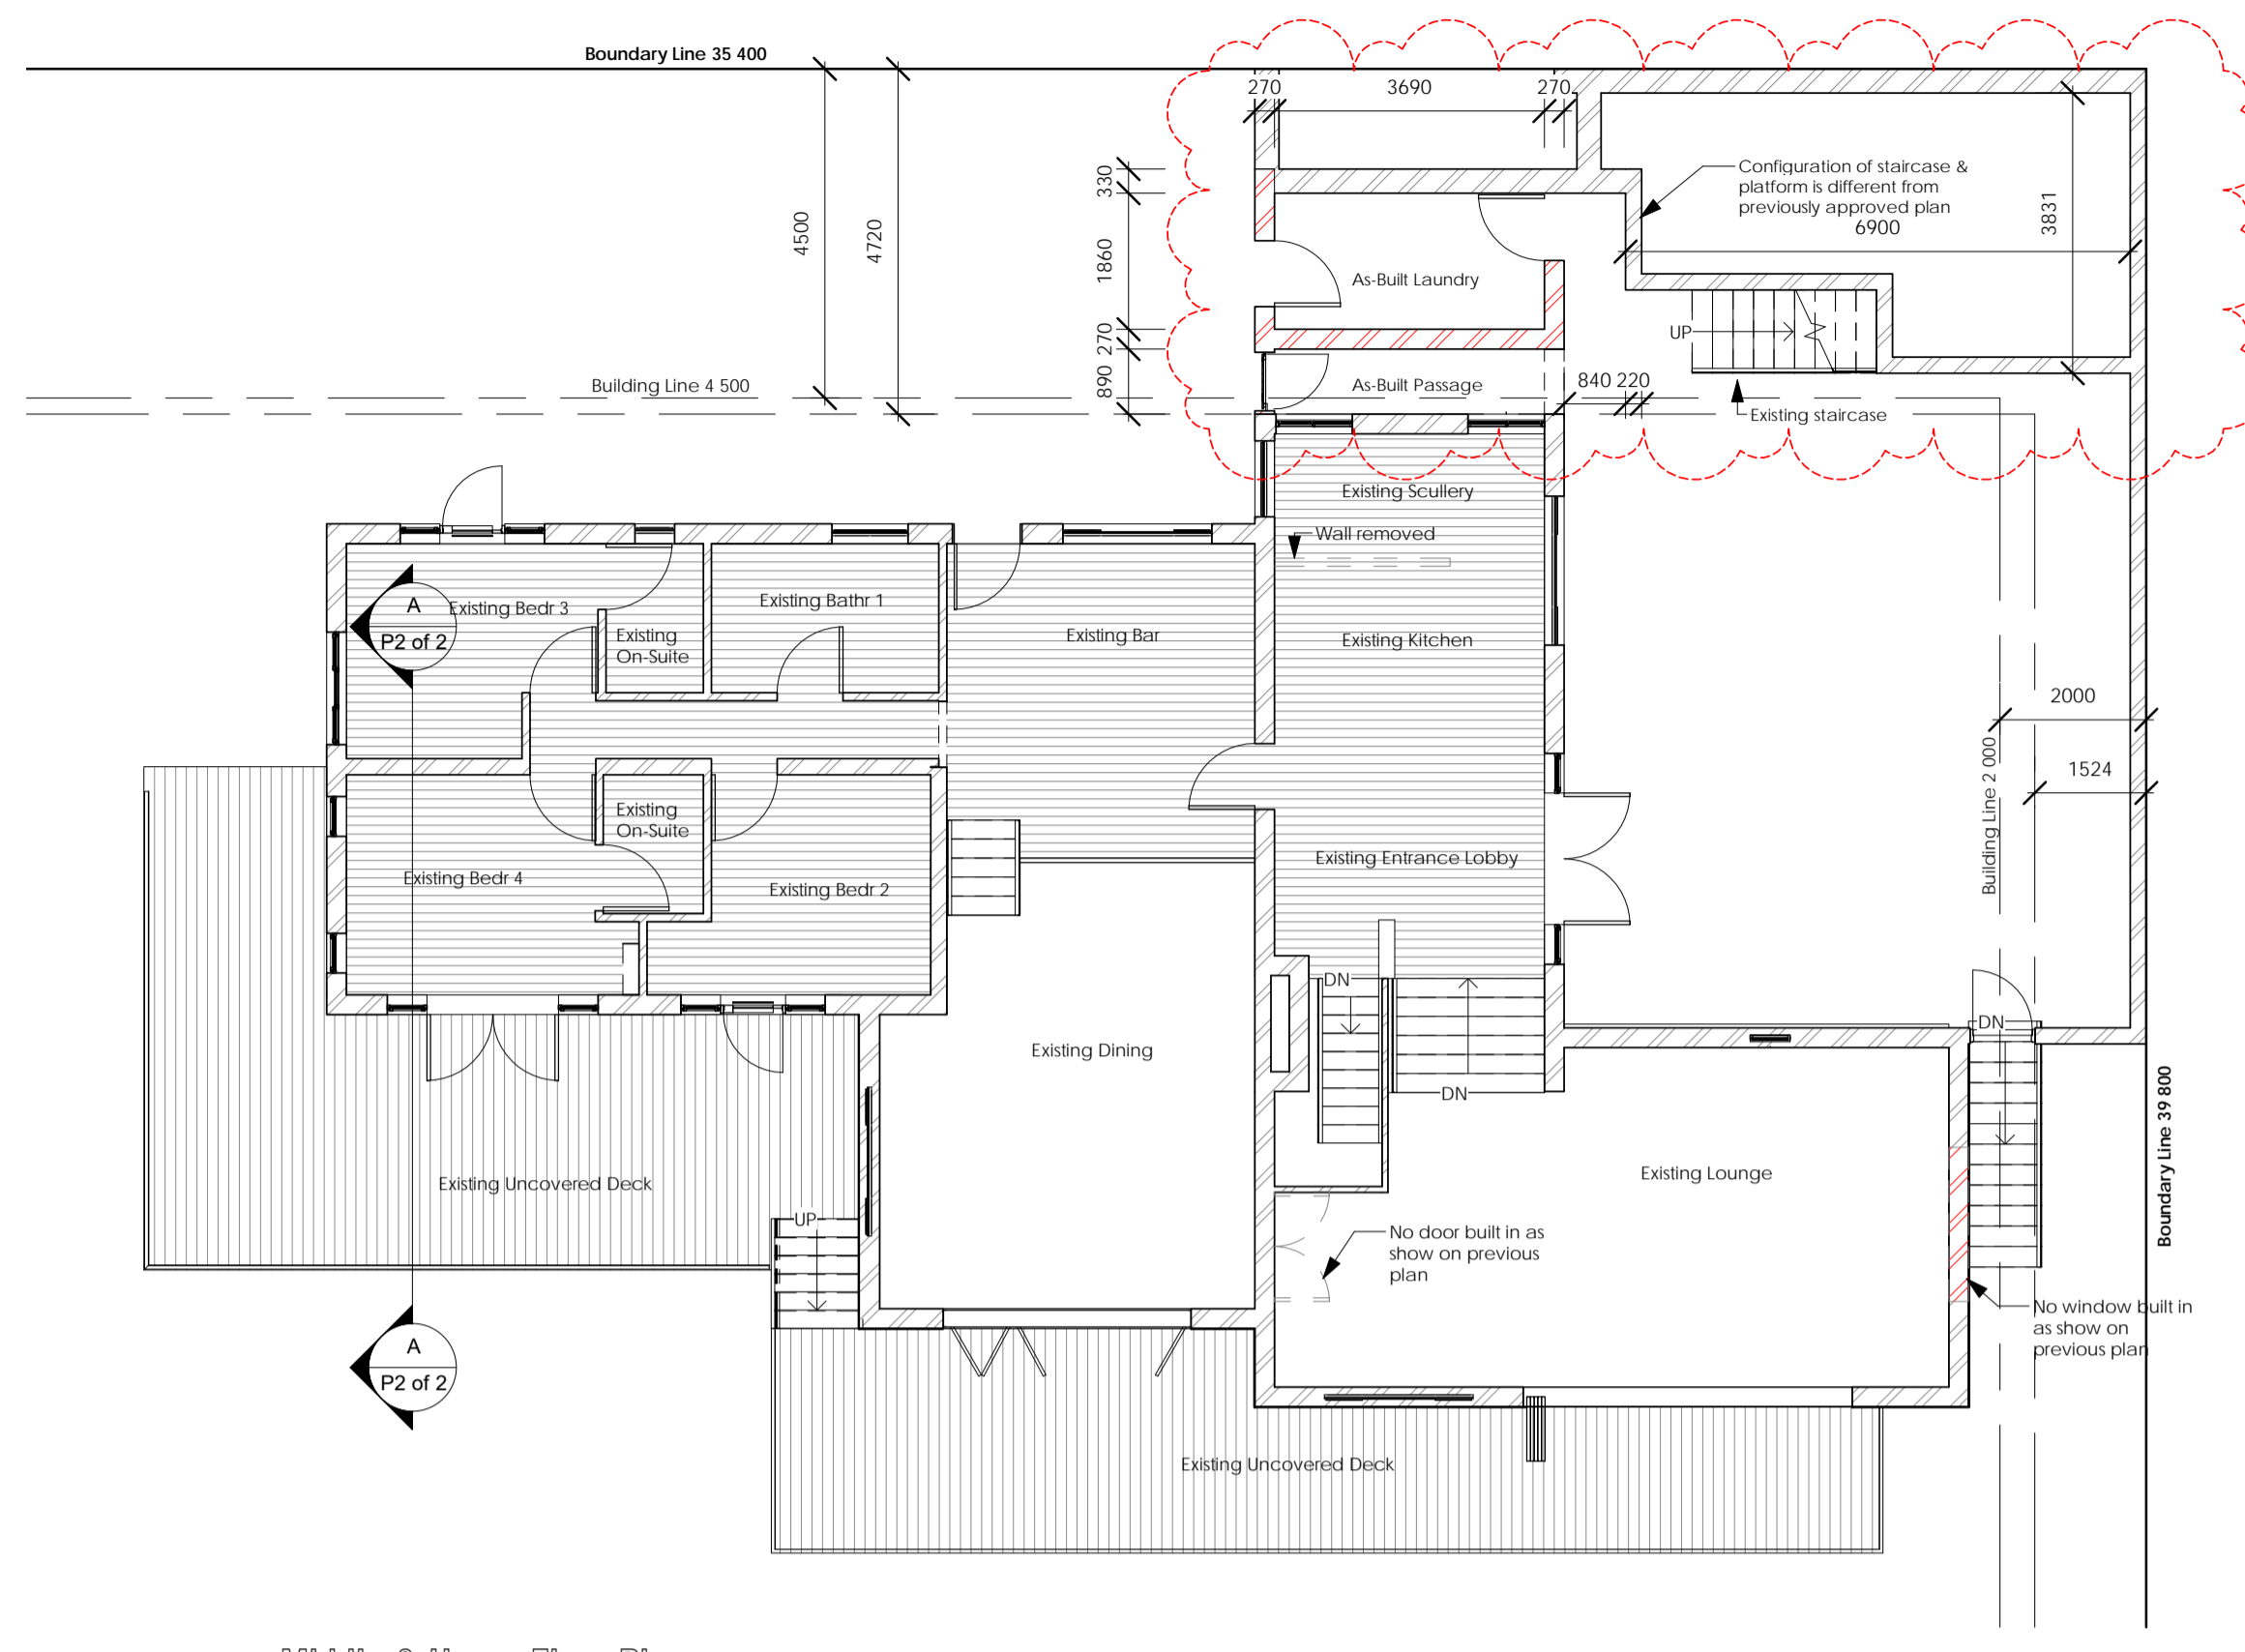 Boundary Line 35 400
270
3690
270
330
1860
270
890
4500
4720
Configuration of staircase &
platform is different from
previously approved plan
6900
3831
As-Built Laundry
UP
Building Line 4 500
As-Built Passage
840 220
Existing staircase
Existing Scullery
Wall removed
A
P2 of 2
Existing Bedr 3
Existing
On-Suite
Existing Bathr 1
Existing Bar
Existing Kitchen
2000
1524
Building Line 2 000
Existing
On-Suite
Existing Bedr 4
Existing Bedr 2
Existing Entrance Lobby
DN
DN
DN
Existing Dining
Boundary Line 39 800
Existing Uncovered Deck
UP
Existing Lounge
No door built in as
show on previous
plan
No window built in
as show on
previous plan
A
P2 of 2
Existing Uncovered Deck